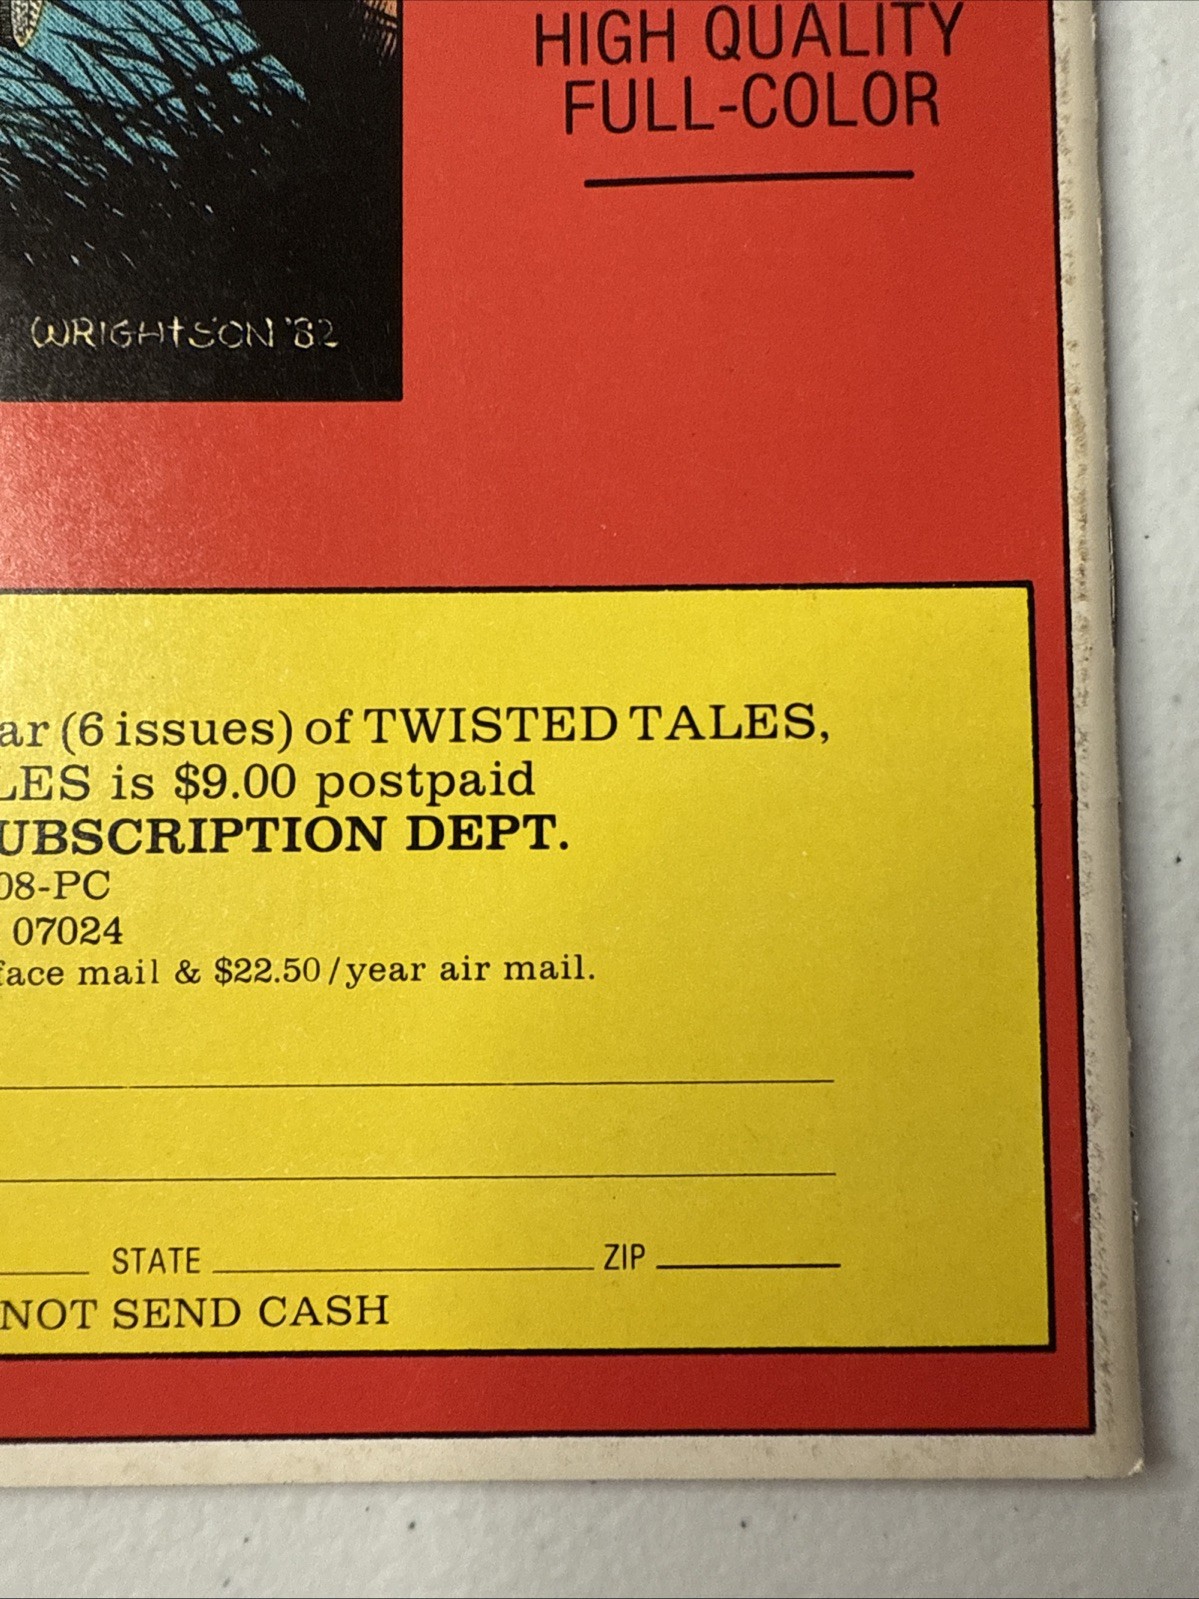 HIGH QUALITY
FULL-COLOR
WRIGHTSON '82
ar (6 issues) of TWISTED TALES,
LES is $9.00 postpaid
UBSCRIPTION DEPT.
08-PC
07024
face mail & $22.50/year air mail.
STATE ZIP
NOT SEND CASH